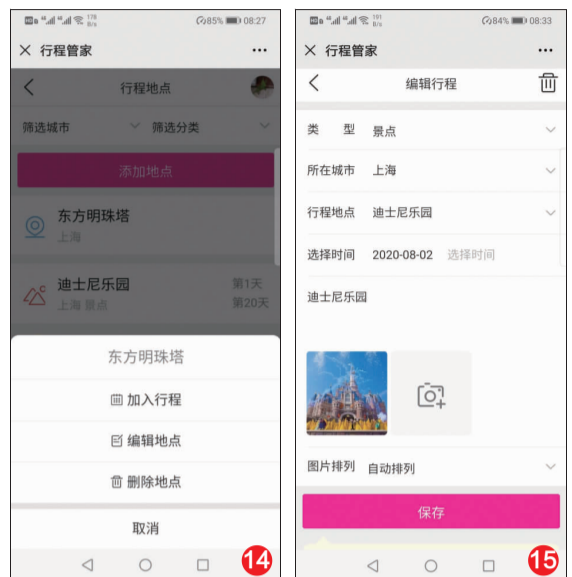 178
B/s
85%
08:27
行程管家
行程地点
筛选城市
筛选分类
添加地点
东方明珠塔
上海
迪士尼乐园
第1天
上海 景点
第20天
东方明珠塔
加入行程
编辑地点
删除地点
取消
14
191
B/s
84%
08:33
行程管家
编辑行程
类 型 景点
所在城市 上海
行程地点 迪士尼乐园
选择时间 2020-08-02 选择时间
迪士尼乐园
图片排列 自动排列
保存
15